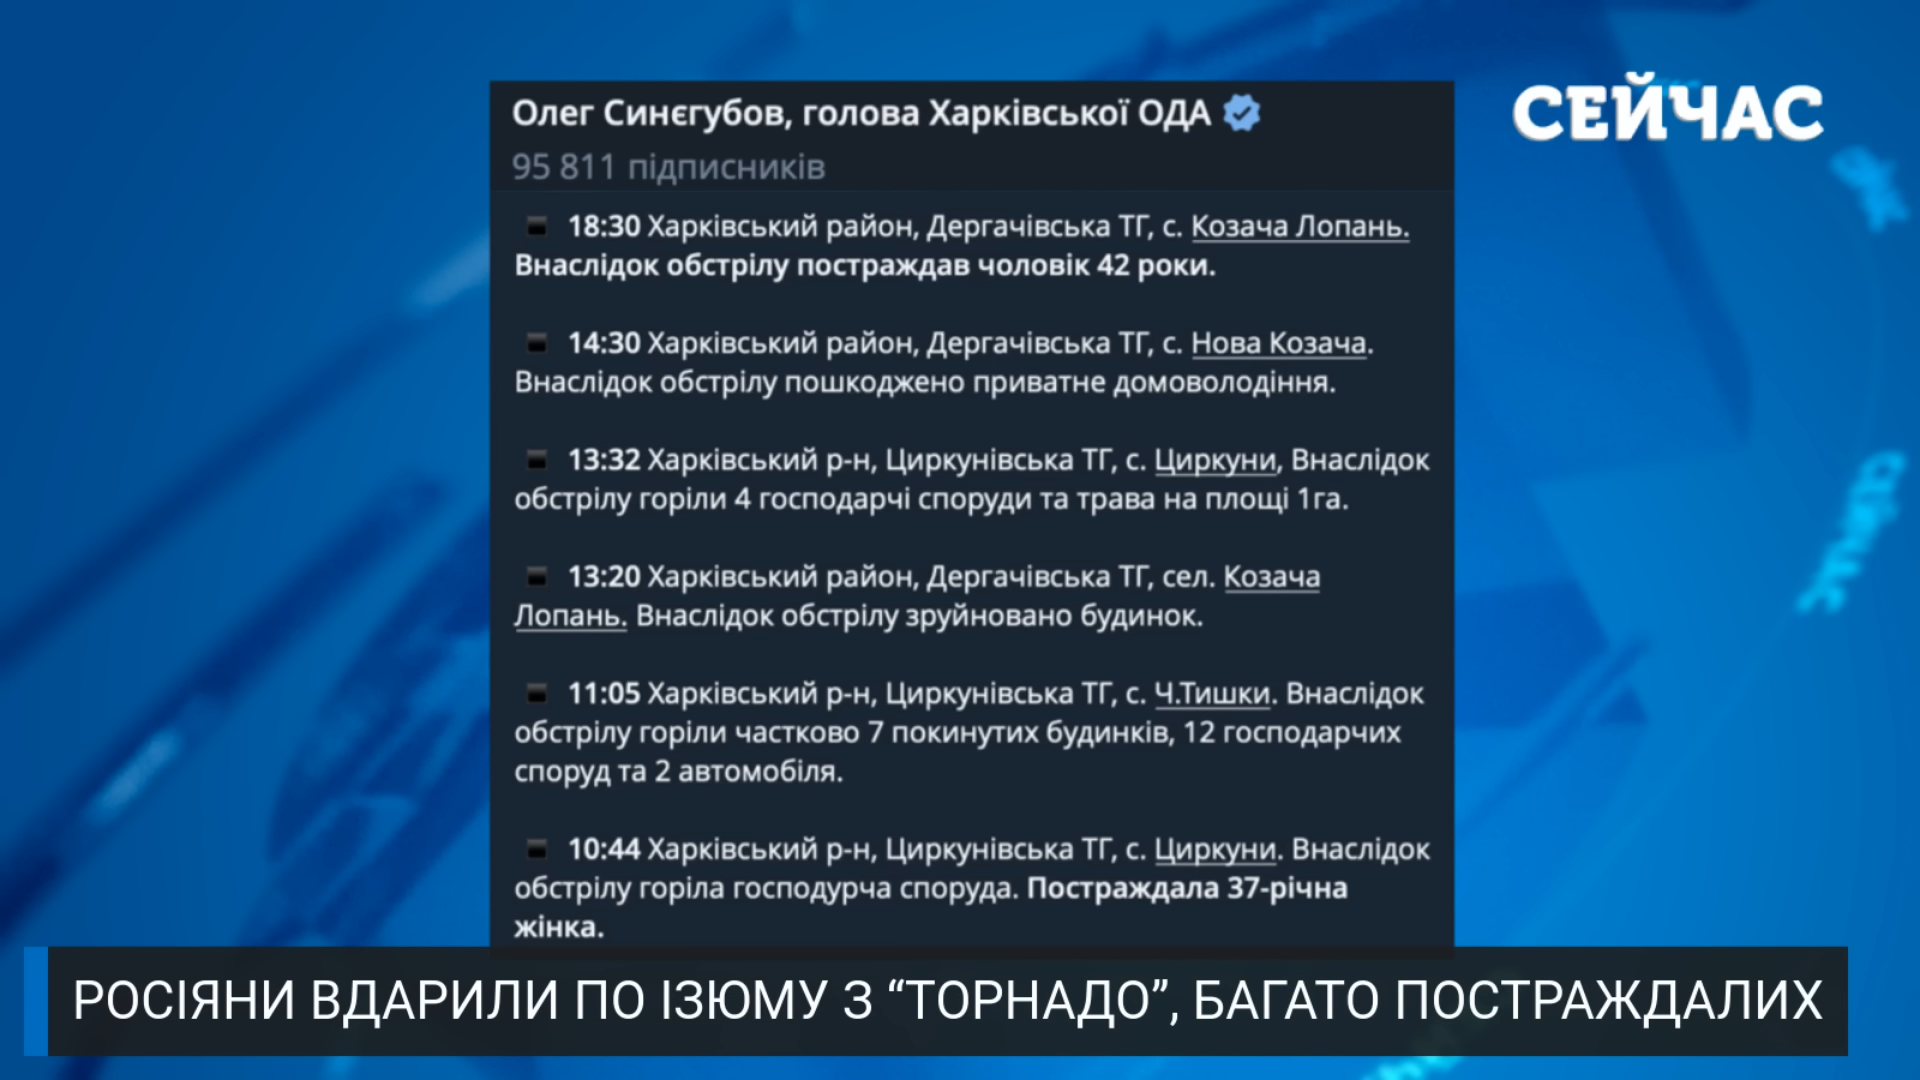 Олег Синєгубов, голова Харківської ОДА
95 811 підписників
СЕЙЧАС
18:30 Харківський район, Дергачівська ТГ, с. Козача Лопань.
Внаслідок обстрілу постраждав чоловік 42 роки.
14:30 Харківський район, Дергачівська ТГ, с. Нова Козача.
Внаслідок обстрілу пошкоджено приватне домоволодіння.
13:32 Харківський р-н, Циркунівська ТГ, с. Циркуни, Внаслідок
обстрілу горіли 4 господарчі споруди та трава на площі 1га.
13:20 Харківський район, Дергачівська ТГ, сел. Козача
Лопань. Внаслідок обстрілу зруйновано будинок.
11:05 Харківський р-н, Циркунівська ТГ, с. Ч.Тишки. Внаслідок
обстрілу горіли частково 7 покинутих будинків, 12 господарчих
споруд та 2 автомобіля.
10:44 Харківський р-н, Циркунівська ТГ, с. Циркуни. Внаслідок
обстрілу горіла господурча споруда. Постраждала 37-річна
жінка.
РОСІЯНИ ВДАРИЛИ ПО ІЗЮМУ З “ТОРНАДО”, БАГАТО ПОСТРАЖДАЛИХ